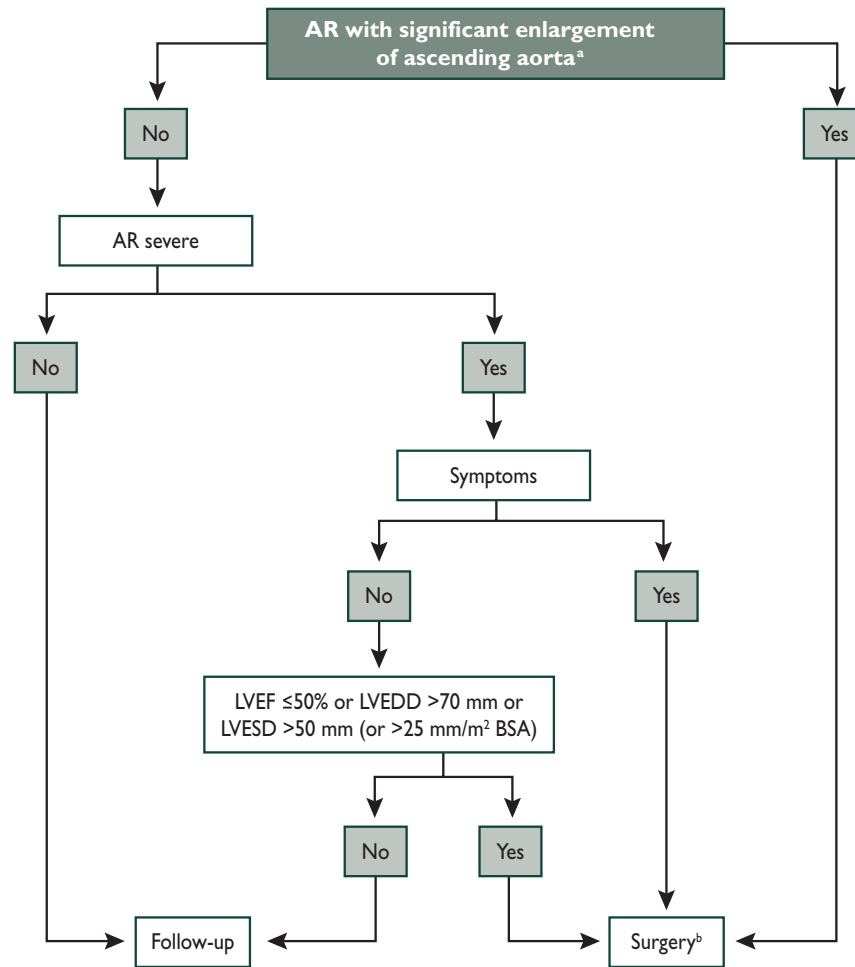 AR with significant enlargement
of ascending aortaᵃ
No
Yes
AR severe
No
Yes
Symptoms
No
Yes
LVEF ≤50% or LVEDD >70 mm or
LVESD >50 mm (or >25 mm/m² BSA)
No
Yes
Follow-up
Surgeryᵇ